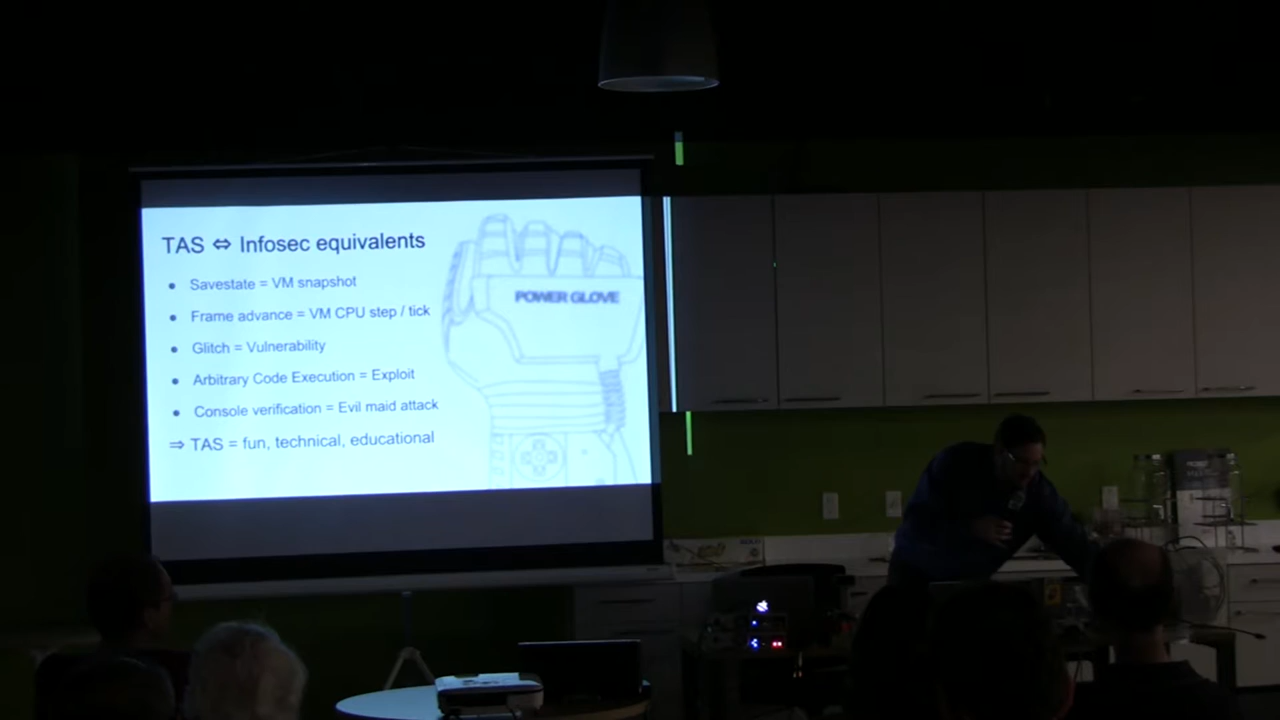 TAS ⇔ Infosec equivalents
• Savestate = VM snapshot
• Frame advance = VM CPU step / tick
• Glitch = Vulnerability
• Arbitrary Code Execution = Exploit
• Console verification = Evil maid attack
⇒ TAS = fun, technical, educational
POWER GLOVE